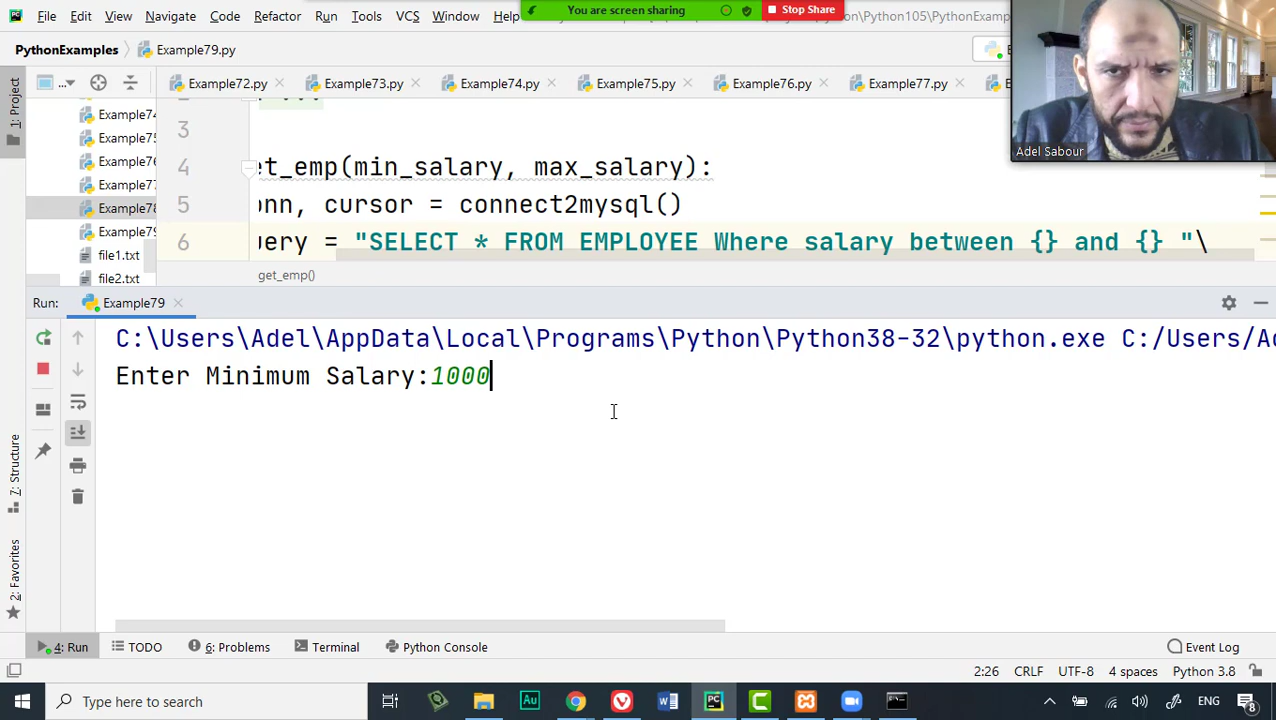 File Edit View Navigate Code Refactor Run Tools VCS Window Help
You are screen sharing Stop Share
PythonExamples Example79.py
Example72.py Example73.py Example74.py Example75.py Example76.py Example77.py
Adel Sabour
1: Project
Example74
Example75
Example76
Example77
Example78
Example79
file1.txt
file2.txt
3
4 et_emp(min_salary, max_salary):
5 onn, cursor = connect2mysql()
6 uery = "SELECT * FROM EMPLOYEE Where salary between {} and {} "\
get_emp()
Run: Example79
C:\Users\Adel\AppData\Local\Programs\Python\Python38-32\python.exe C:/Users/Ad
Enter Minimum Salary:1000
7: Structure
2: Favorites
4: Run TODO 6: Problems Terminal Python Console Event Log
2:26 CRLF UTF-8 4 spaces Python 3.8
Type here to search
ENG
8